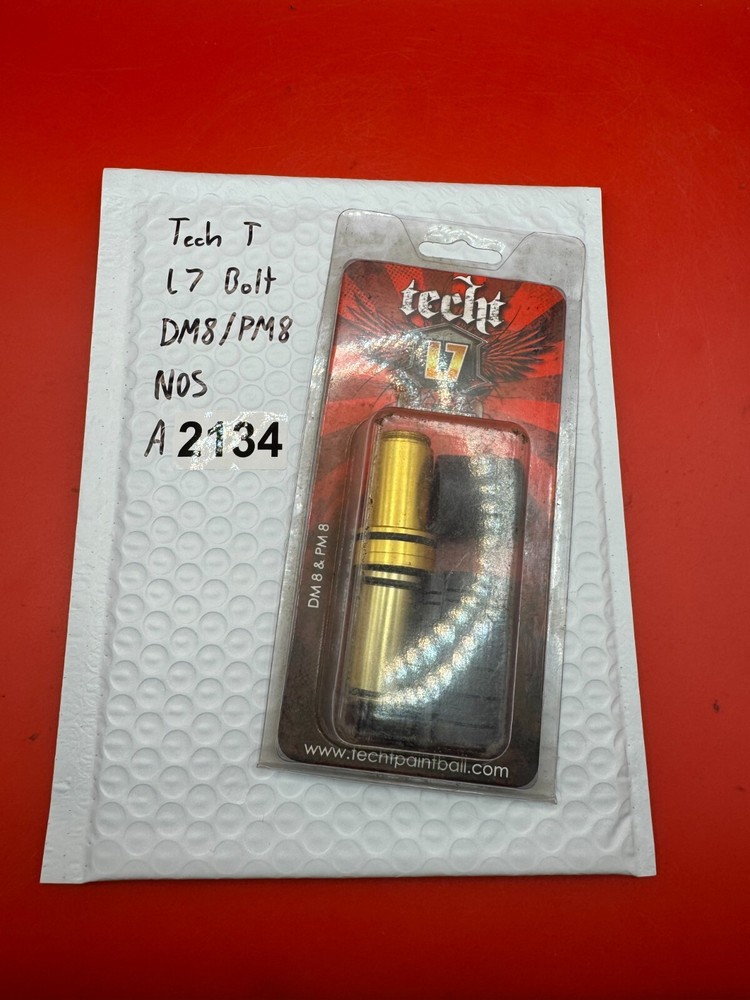 Tech T
L7 Bolt
DM8/PM8
NOS
A 2134
techt
L7
DM 8 & PM 8
www.techtpaintball.com